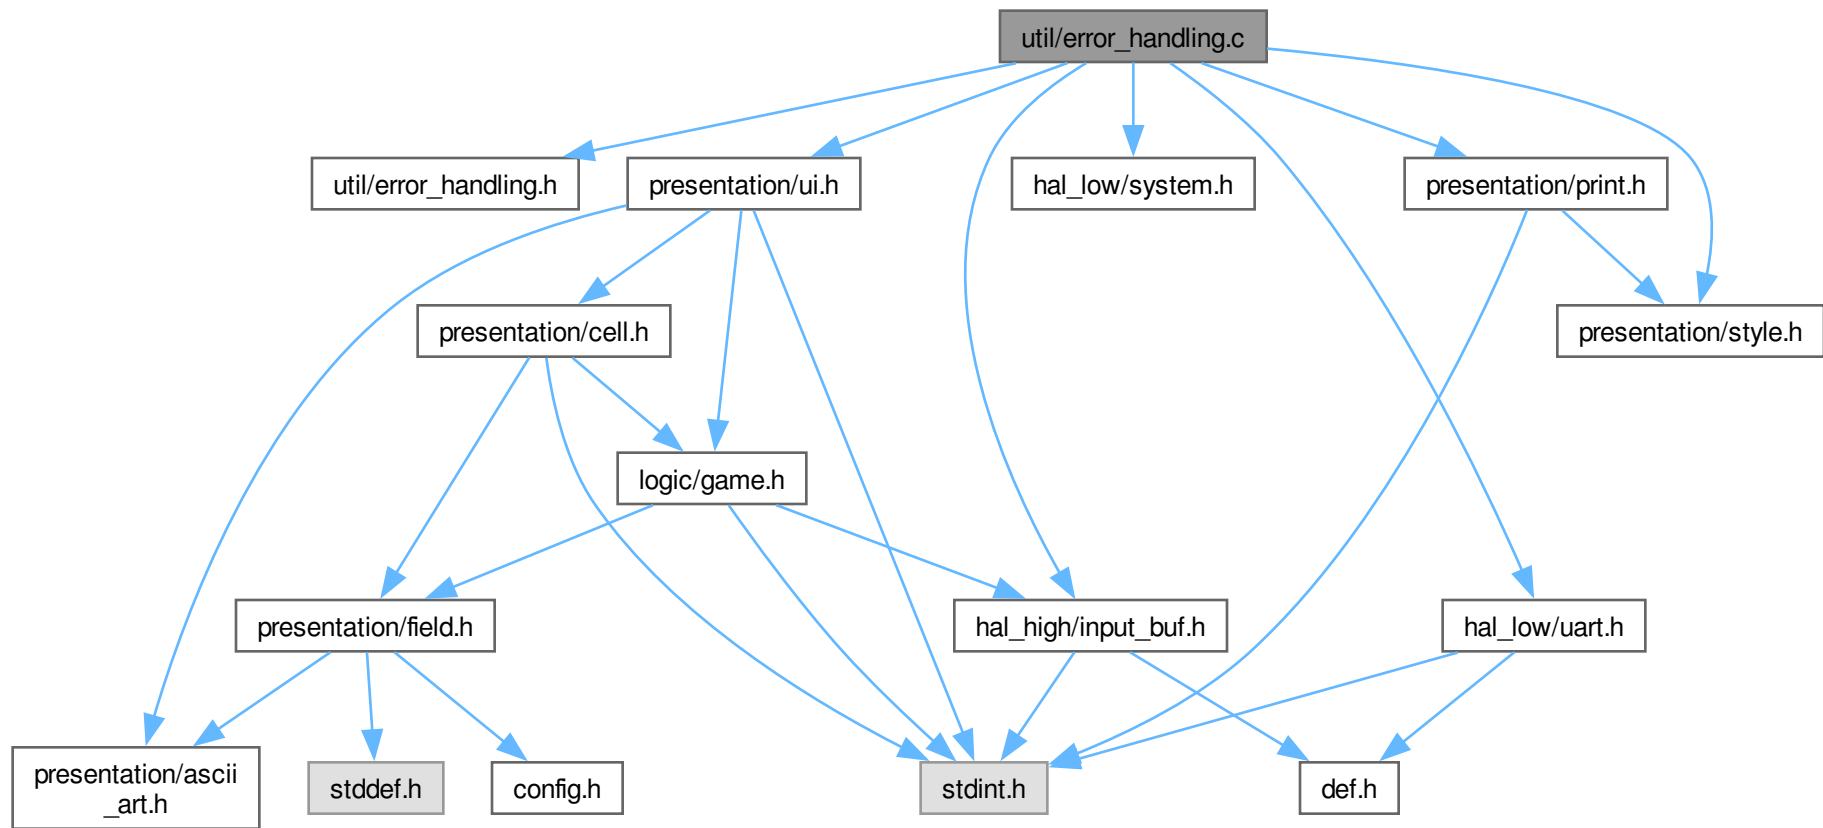 util/error_handling.c
util/error_handling.h
presentation/ui.h
hal_low/system.h
presentation/print.h
presentation/cell.h
presentation/style.h
logic/game.h
presentation/field.h
hal_high/input_buf.h
hal_low/uart.h
presentation/ascii
_art.h
stddef.h
config.h
stdint.h
def.h